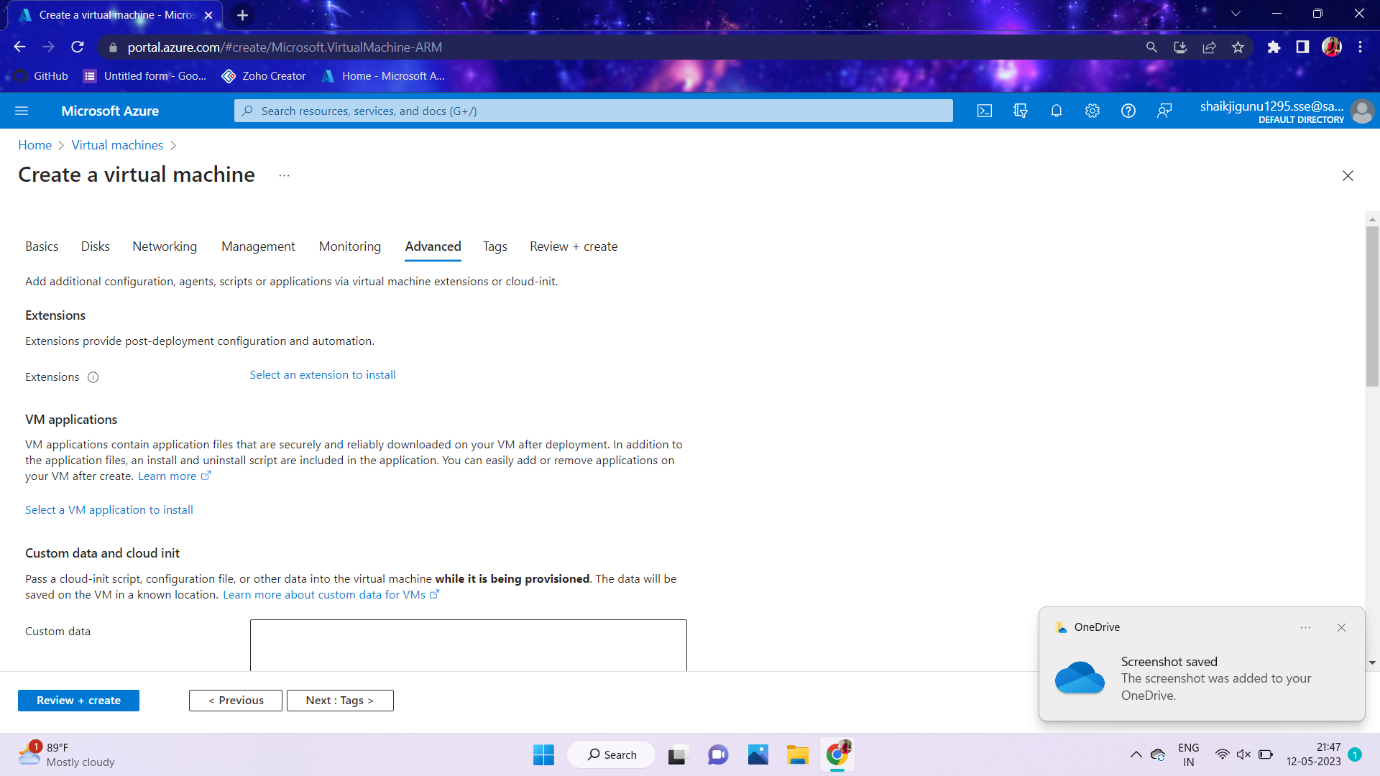 Create a virtual machine - Micros
portal.azure.com/#create/Microsoft.VirtualMachine-ARM
GitHub
Untitled form - Goo...
Zoho Creator
Home - Microsoft A...
Microsoft Azure
Search resources, services, and docs (G+/)
shaikjigunu1295.sse@sa...
DEFAULT DIRECTORY
Home > Virtual machines >
Create a virtual machine ...
Basics Disks Networking Management Monitoring Advanced Tags Review + create
Add additional configuration, agents, scripts or applications via virtual machine extensions or cloud-init.
Extensions
Extensions provide post-deployment configuration and automation.
Extensions
Select an extension to install
VM applications
VM applications contain application files that are securely and reliably downloaded on your VM after deployment. In addition to
the application files, an install and uninstall script are included in the application. You can easily add or remove applications on
your VM after create. Learn more
Select a VM application to install
Custom data and cloud init
Pass a cloud-init script, configuration file, or other data into the virtual machine while it is being provisioned. The data will be
saved on the VM in a known location. Learn more about custom data for VMs
Custom data
OneDrive
Screenshot saved
The screenshot was added to your
OneDrive.
Review + create
< Previous
Next : Tags >
1
89°F
Mostly cloudy
Search
ENG
IN
21:47
12-05-2023
1